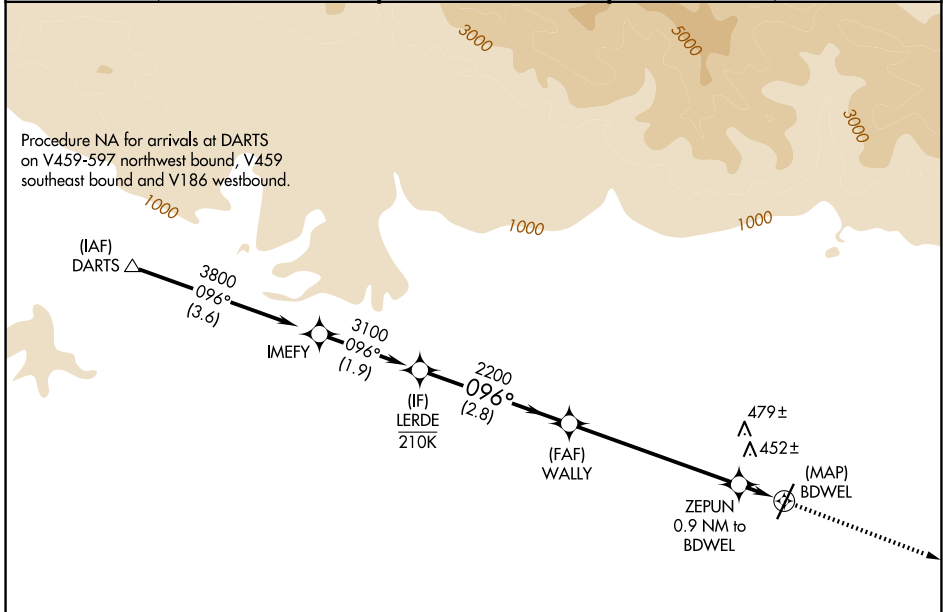 3000
5000
3000
Procedure NA for arrivals at DARTS
on V459-597 northwest bound, V459
southeast bound and V186 westbound.
1000
1000
1000
(IAF)
DARTS
3800
096°
(3.6)
IMEFY
3100
096°
(1.9)
(IF)
LERDE
210K
2200
096°
(2.8)
(FAF)
WALLY
479±
452±
(MAP)
BDWEL
ZEPUN
0.9 NM to
BDWEL